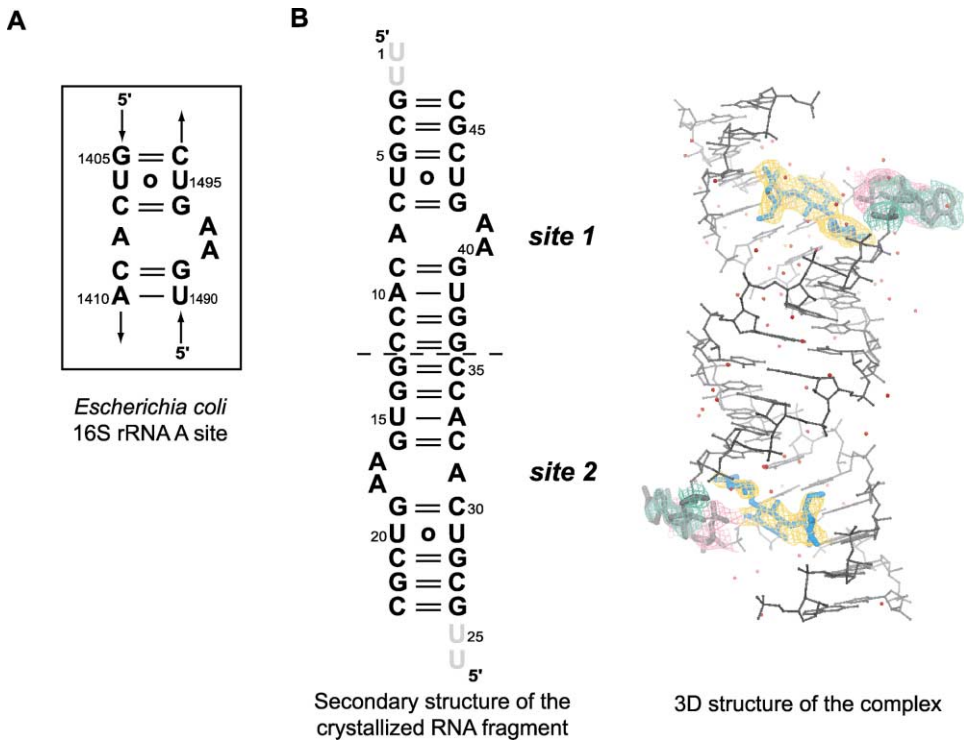 A
B
5'
1405 G = C
U o U 1495
C = G
A A
A
C = G
1410 A – U 1490
5'
Escherichia coli
16S rRNA A site
5'
1 U
U
G = C
C = G 45
5 G = C
U o U
C = G
A A
40 A
C = G
10 A – U
C = G
C = G
G = C 35
G = C
15 U – A
G = C
A A
A
G = C 30
20 U o U
C = G
G = C
C = G
U 25
U
5'
site 1
site 2
Secondary structure of the
crystallized RNA fragment
3D structure of the complex